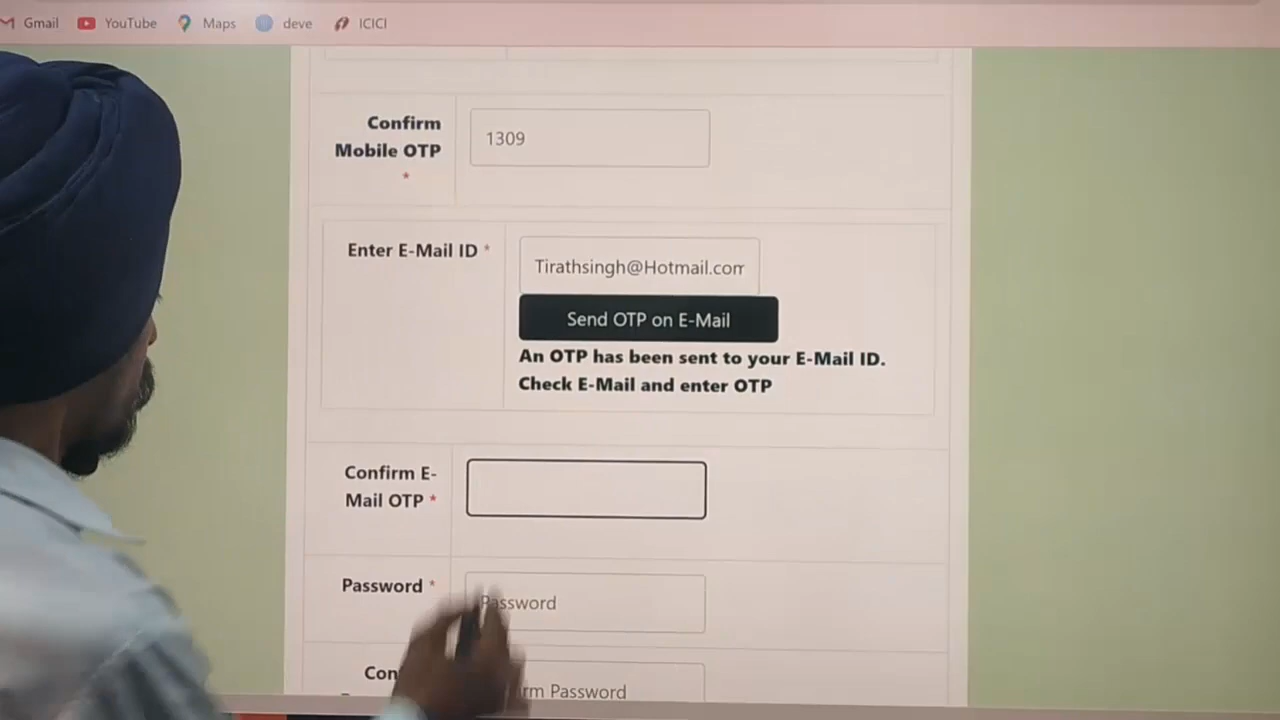 Gmail YouTube Maps deve ICICI
Confirm
Mobile OTP
*
1309
Enter E-Mail ID *
Tirathsingh@Hotmail.com
Send OTP on E-Mail
An OTP has been sent to your E-Mail ID.
Check E-Mail and enter OTP
Confirm E-
Mail OTP *
Password *
Password
Con
rm Password